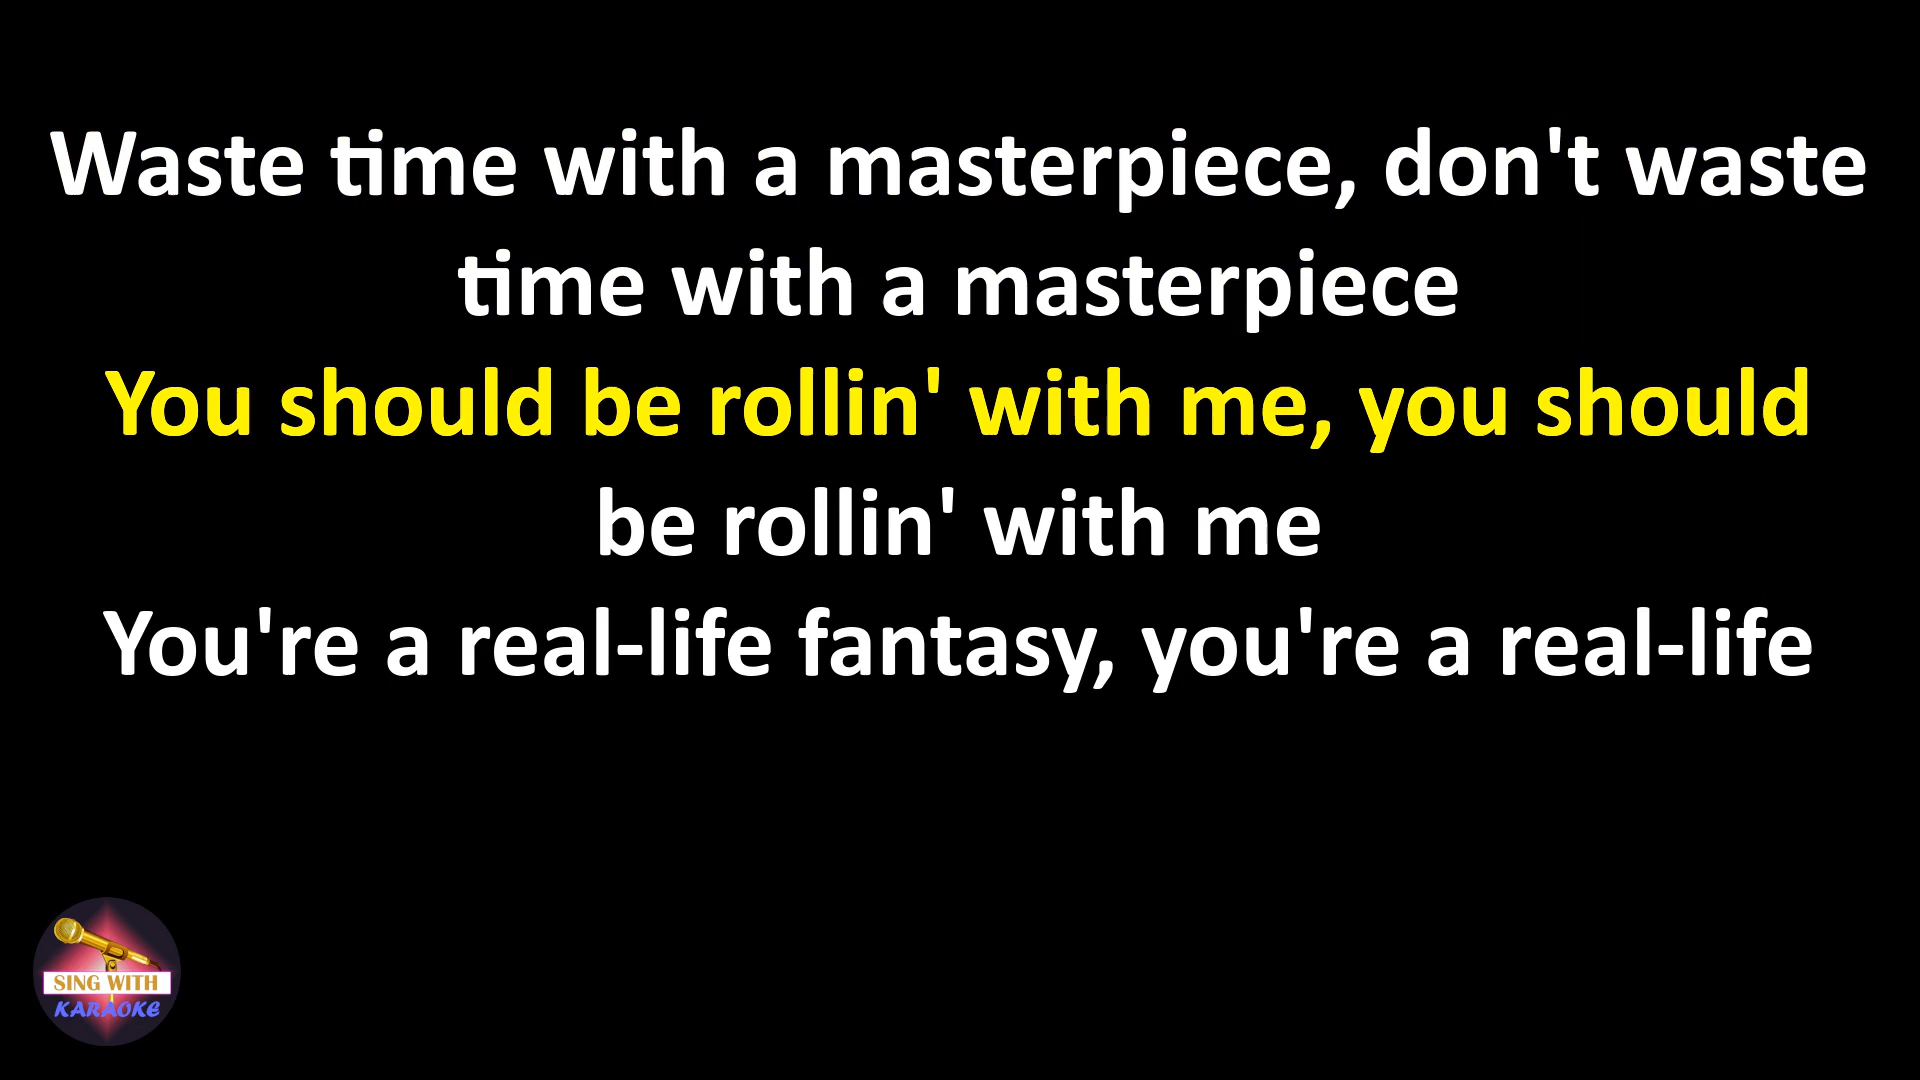 Waste time with a masterpiece, don't waste
time with a masterpiece
You should be rollin' with me, you should
be rollin' with me
You're a real-life fantasy, you're a real-life
SING WITH
KARAOKE